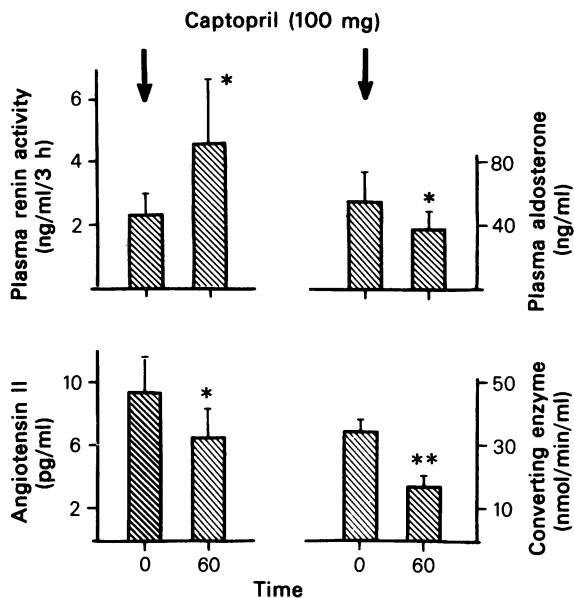 Captopril (100 mg)
Plasma renin activity
(ng/ml/3 h)
6
4
2
*
Plasma aldosterone
(ng/ml)
80
40
*
Angiotensin II
(pg/ml)
10
6
2
*
Converting enzyme
(nmol/min/ml)
50
30
10
**
0 60 0 60
Time